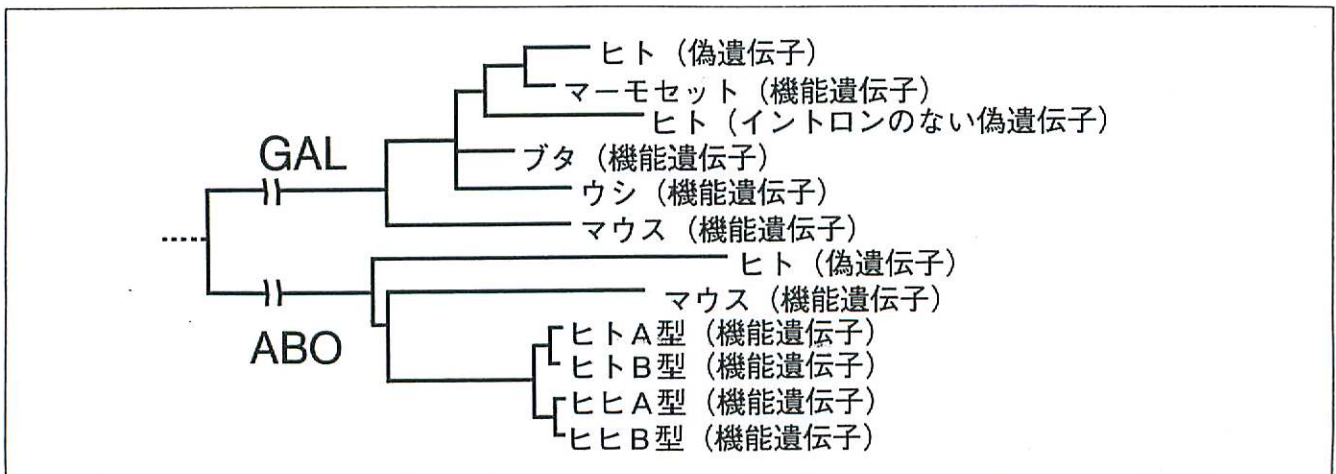 ヒト（偽遺伝子）
マーモセット（機能遺伝子）
ヒト（イントロンのない偽遺伝子）
GAL
ブタ（機能遺伝子）
ウシ（機能遺伝子）
マウス（機能遺伝子）
ヒト（偽遺伝子）
マウス（機能遺伝子）
ABO
ヒトA型（機能遺伝子）
ヒトB型（機能遺伝子）
ヒヒA型（機能遺伝子）
ヒヒB型（機能遺伝子）